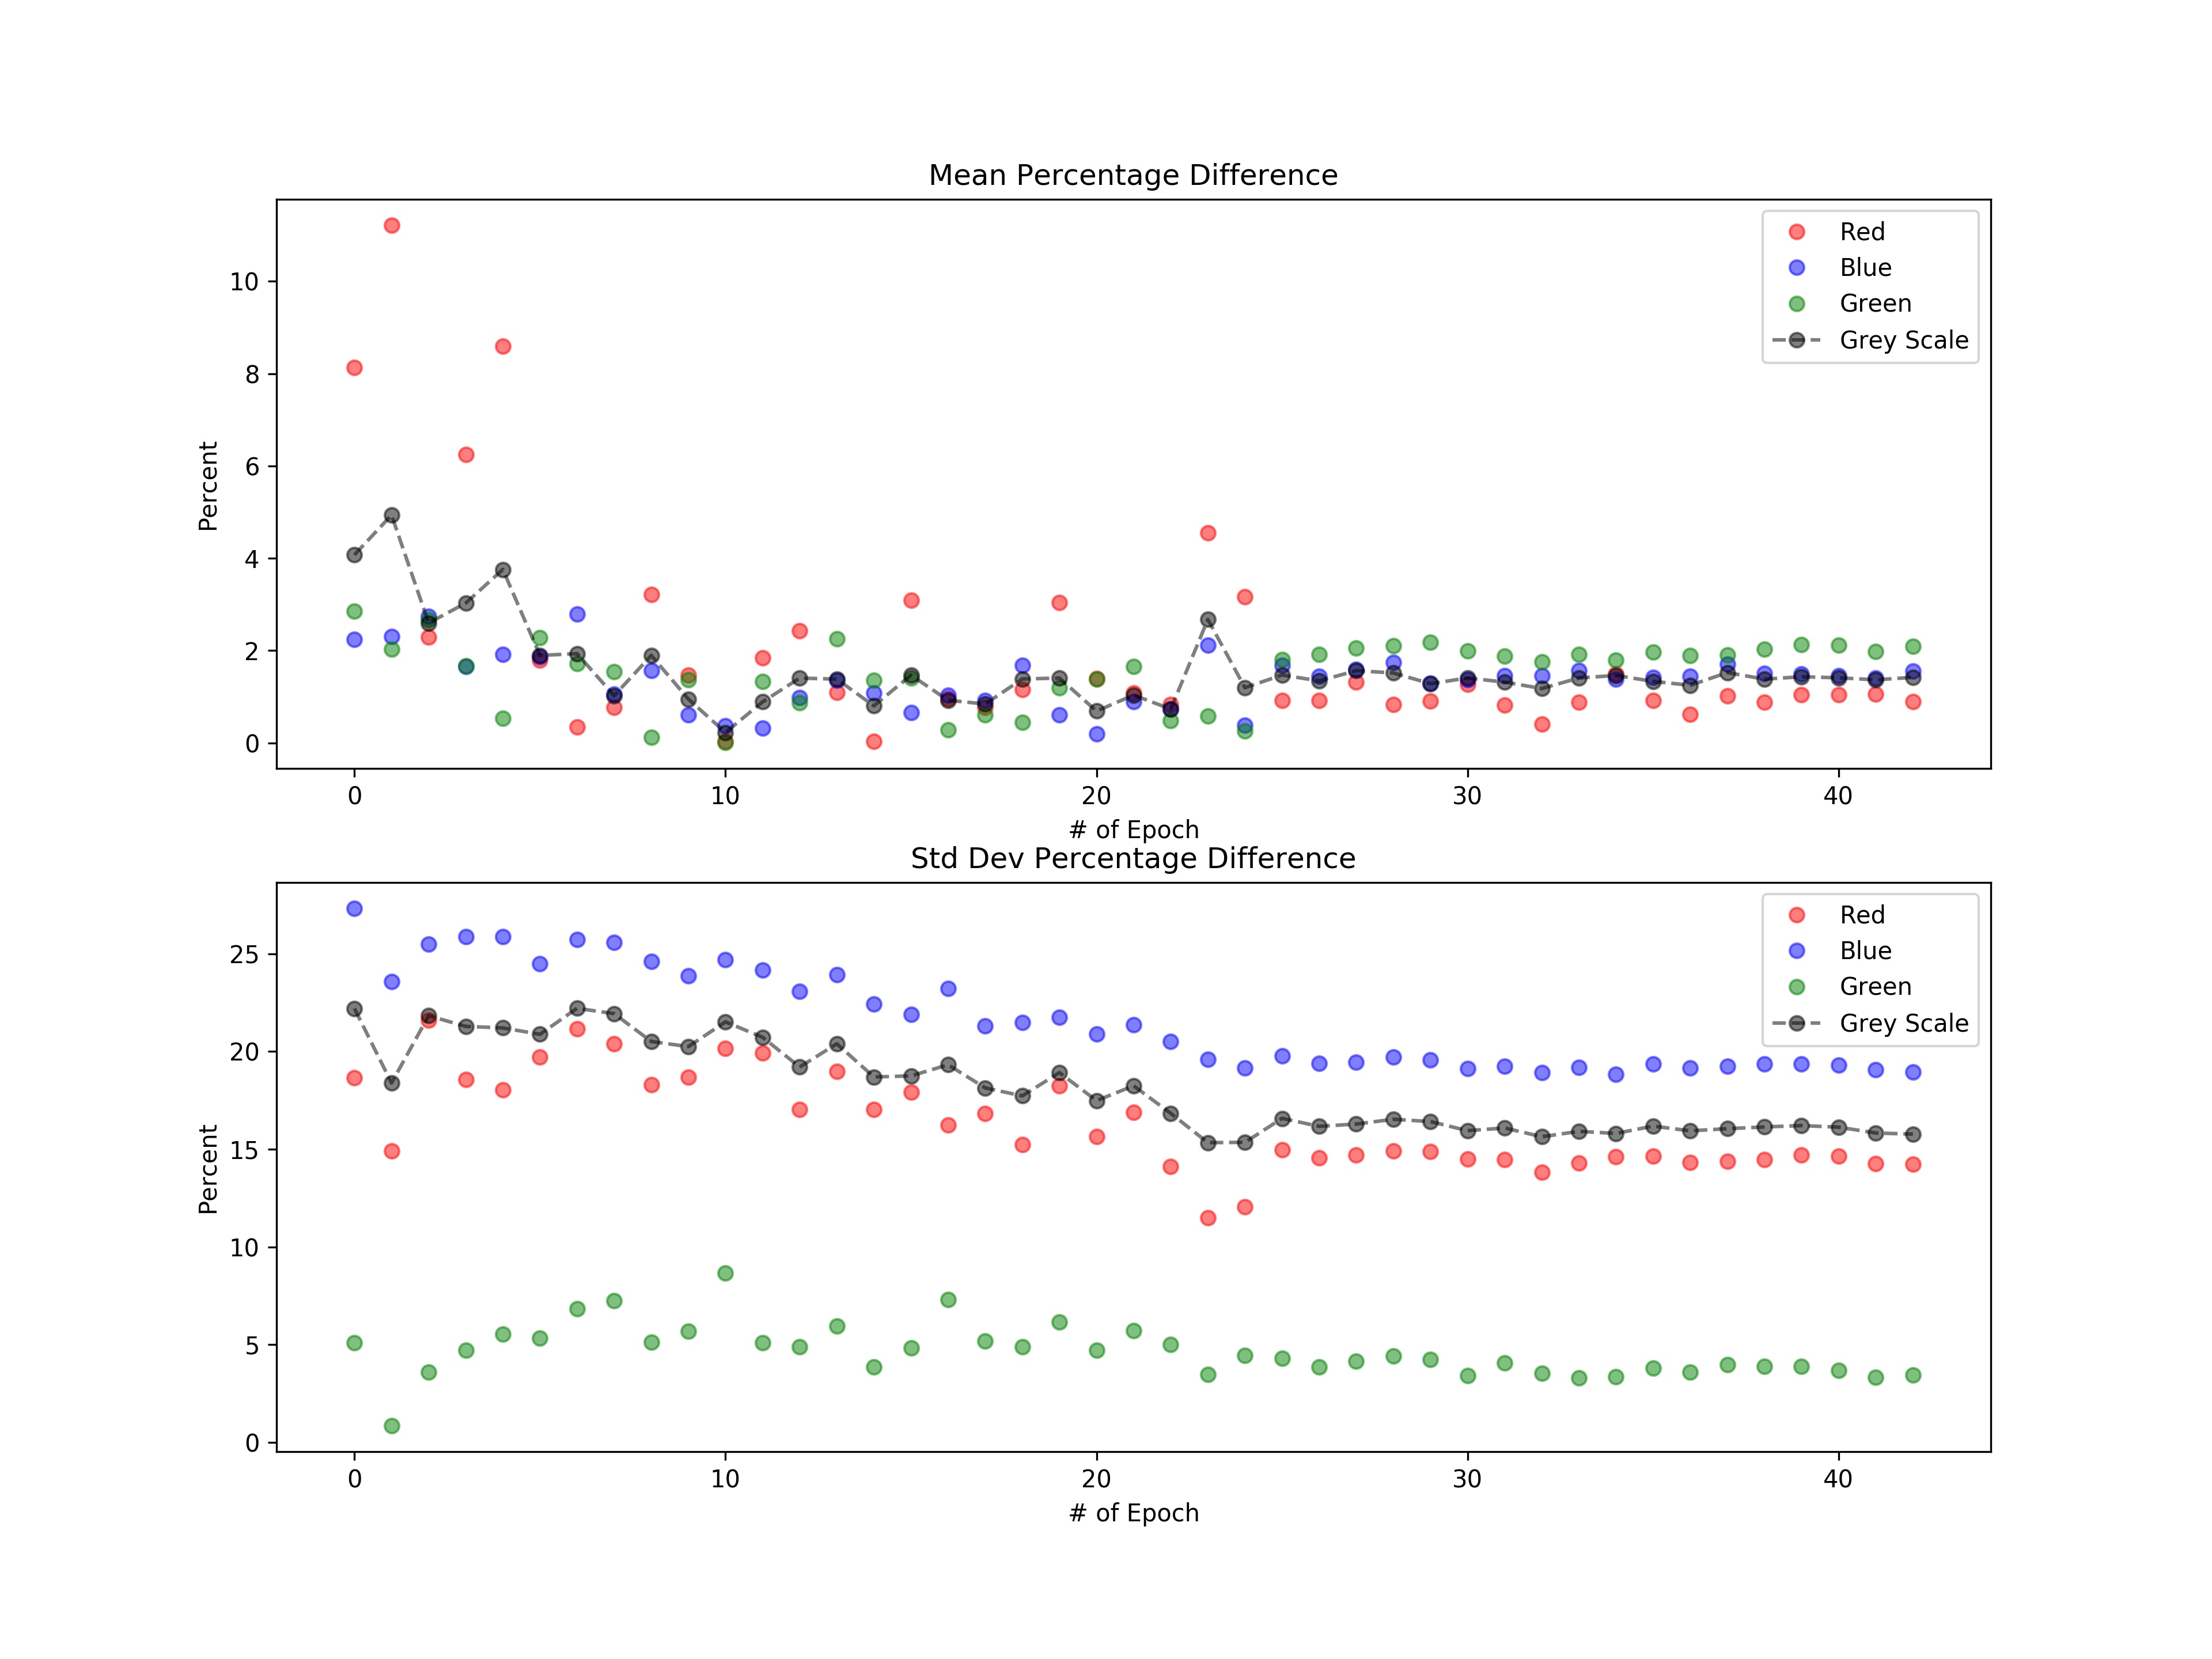 Mean Percentage Difference
Percent
10
8
6
4
2
0
Red
Blue
Green
Grey Scale
0 10 20 30 40
# of Epoch
Std Dev Percentage Difference
Percent
25
20
15
10
5
0
Red
Blue
Green
Grey Scale
0 10 20 30 40
# of Epoch